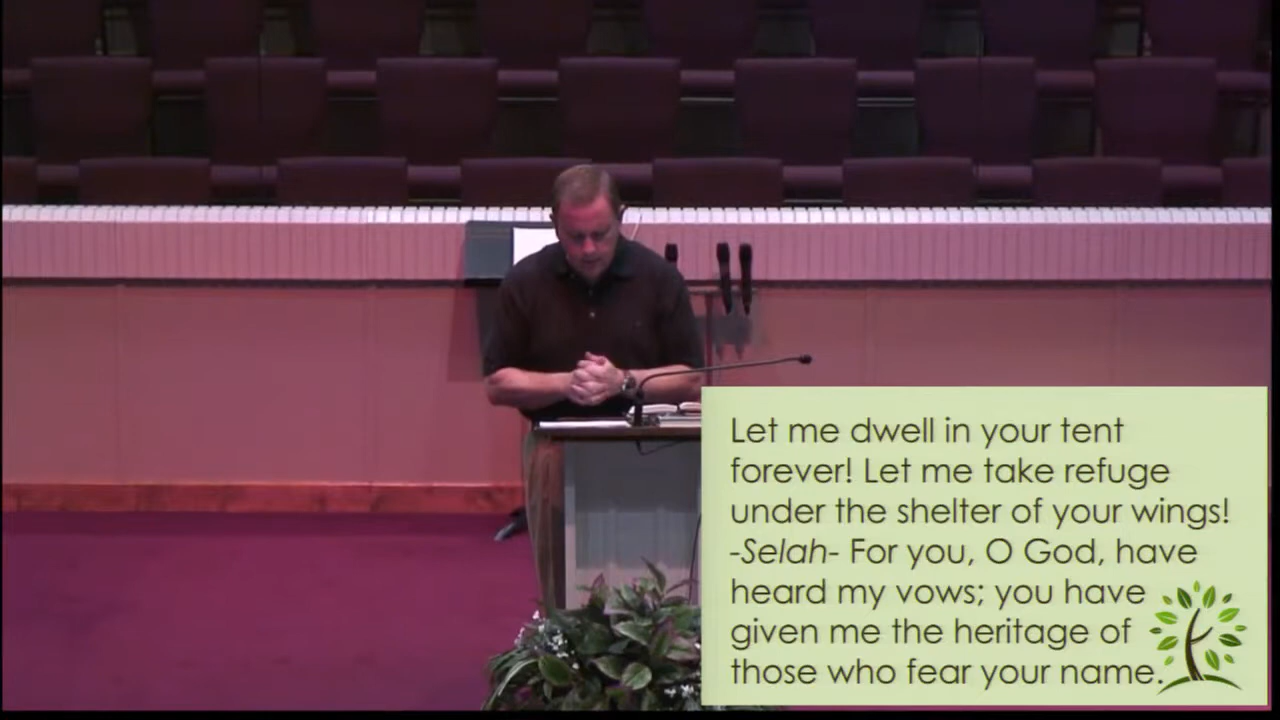 Let me dwell in your tent
forever! Let me take refuge
under the shelter of your wings!
-Selah- For you, O God, have
heard my vows; you have
given me the heritage of
those who fear your name.